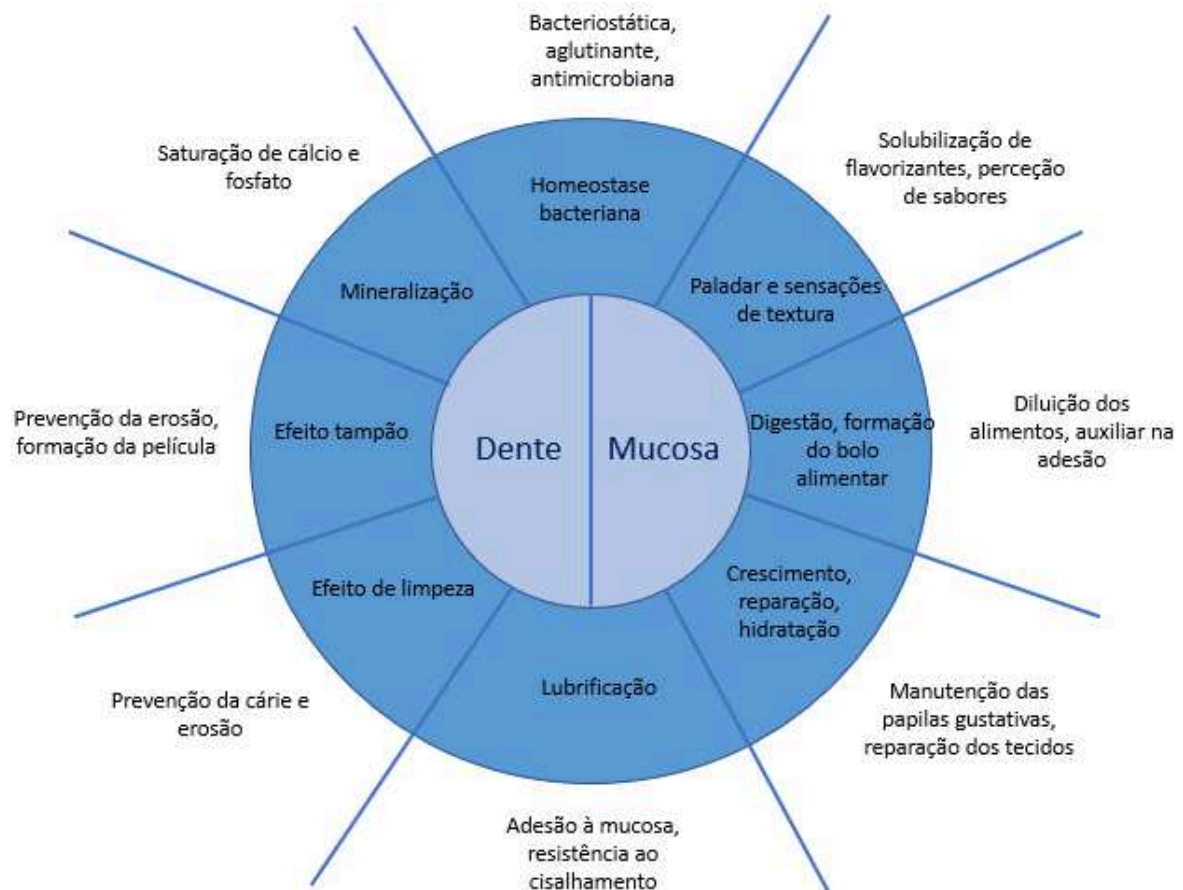 Bacteriostática,
aglutinante,
antimicrobiana
Saturação de cálcio e
fosfato
Solubilização de
flavorizantes, perceção
de sabores
Homeostase
bacteriana
Mineralização
Paladar e sensações
de textura
Prevenção da erosão,
formação da película
Efeito tampão
Dente
Mucosa
Digestão, formação
do bolo
alimentar
Diluição dos
alimentos, auxiliar na
adesão
Efeito de limpeza
Crescimento,
reparação,
hidratação
Lubrificação
Prevenção da cárie e
erosão
Manutenção das
papilas gustativas,
reparação dos tecidos
Adesão à mucosa,
resistência ao
cisalhamento